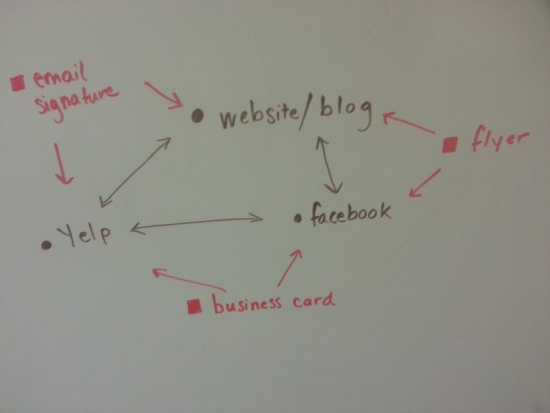 email
signature
website/blog
flyer
Yelp
facebook
business card